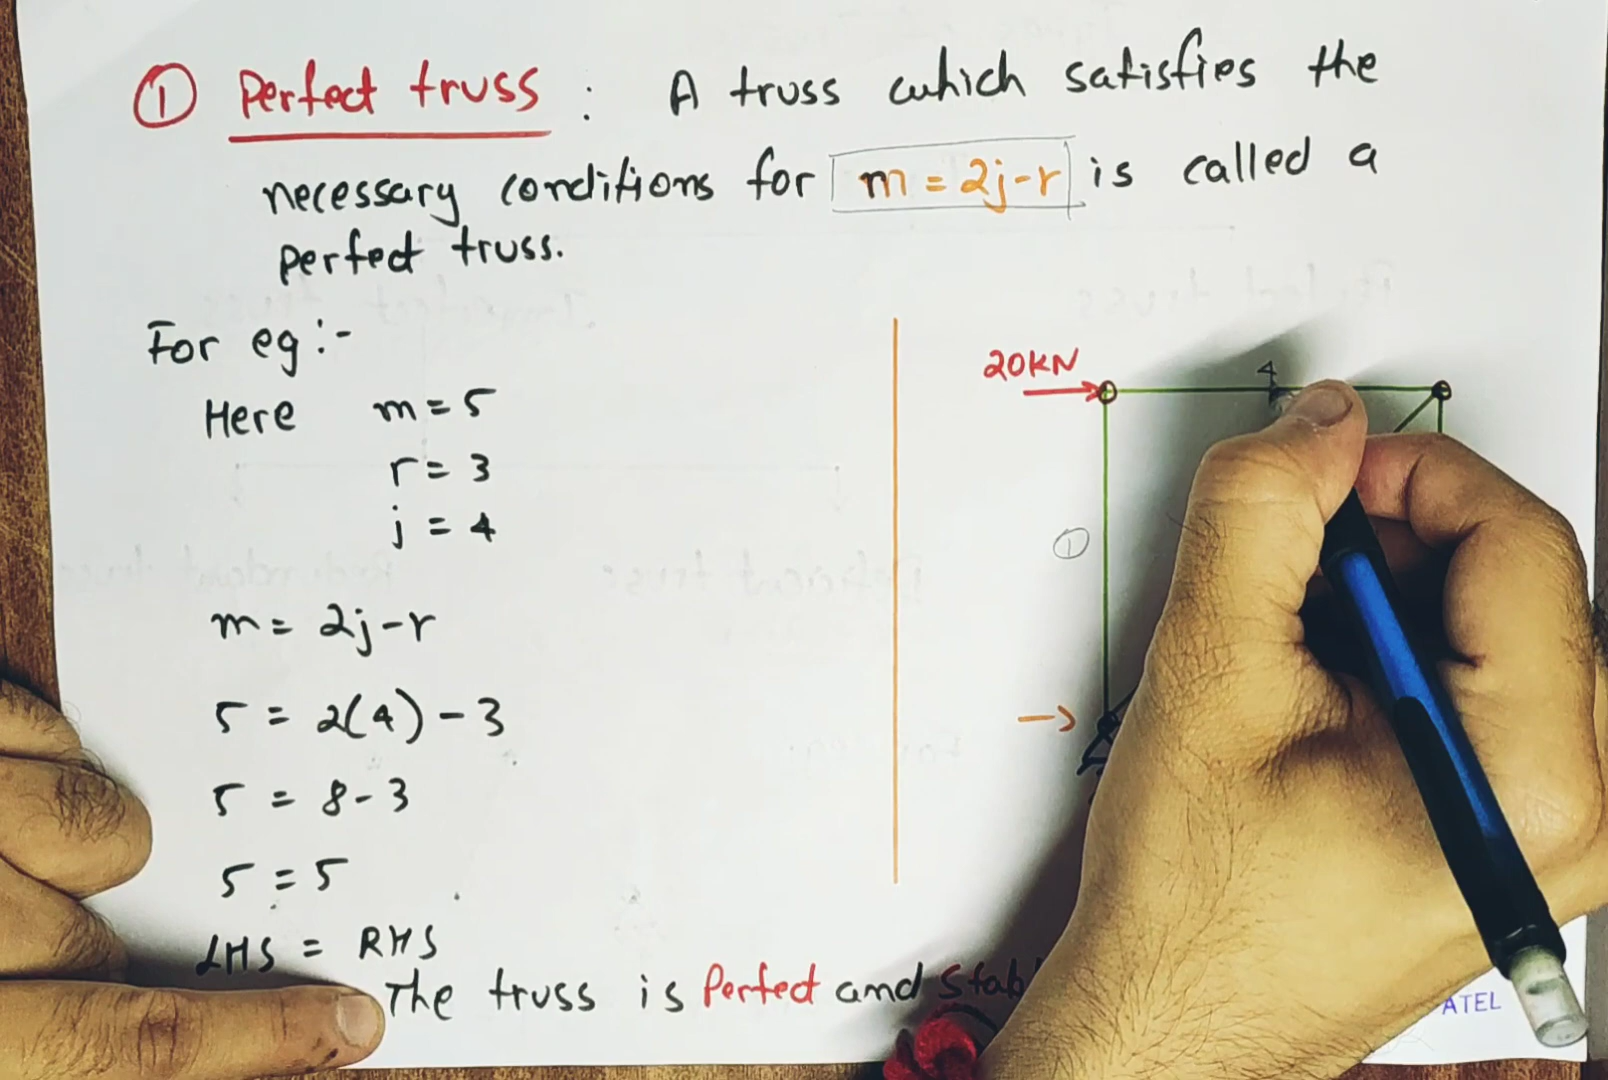 ① Perfect truss : A truss which satisfies the
necessary conditions for m = 2j-r is called a
perfect truss.
For eg:-
Here m = 5
r = 3
j = 4
m = 2j-r
5 = 2(4) - 3
5 = 8 - 3
5 = 5
LHS = RHS
The truss is Perfect and Stab
20KN
4
①
ATEL